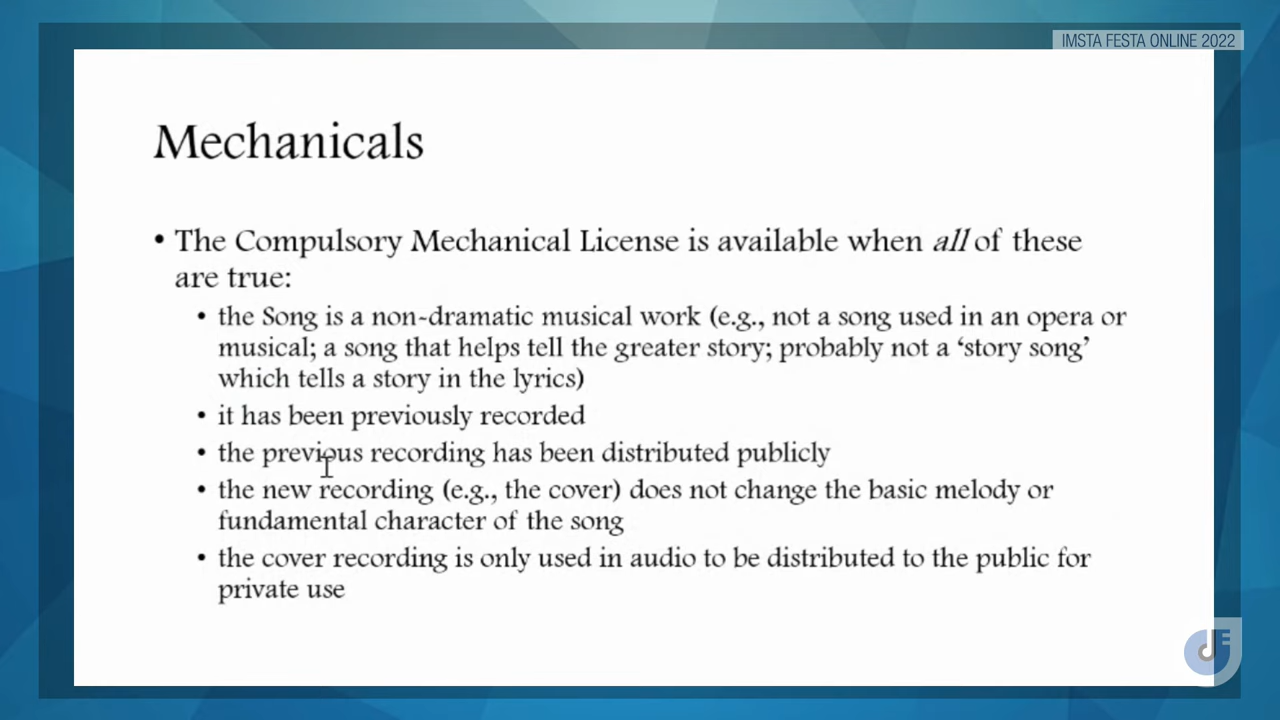 IMSTA FESTA ONLINE 2022
Mechanicals
• The Compulsory Mechanical License is available when all of these
are true:
• the Song is a non-dramatic musical work (e.g., not a song used in an opera or
musical; a song that helps tell the greater story; probably not a ‘story song’
which tells a story in the lyrics)
• it has been previously recorded
• the previous recording has been distributed publicly
• the new recording (e.g., the cover) does not change the basic melody or
fundamental character of the song
• the cover recording is only used in audio to be distributed to the public for
private use